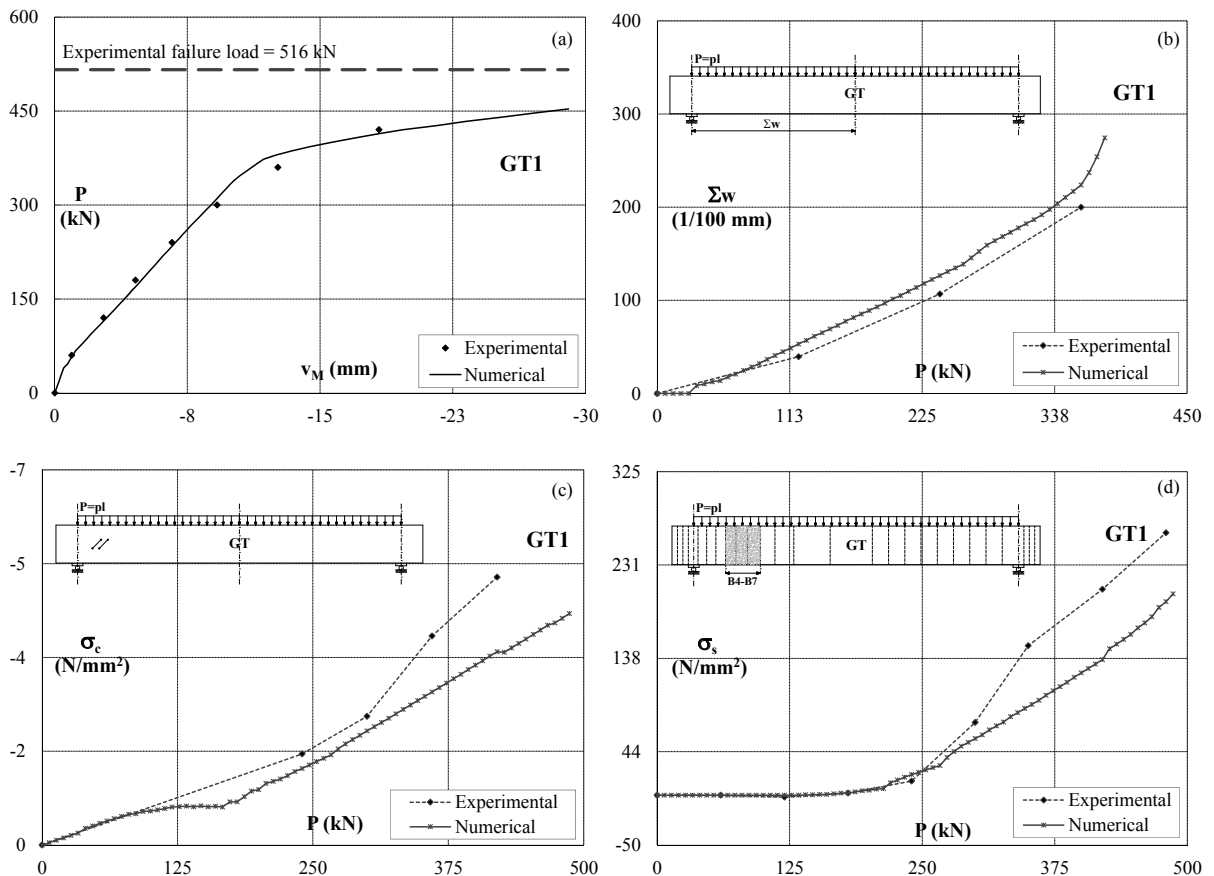 600
(a)
Experimental failure load = 516 kN
450
GT1
P
(kN)
300
150
Experimental
Numerical
v_M (mm)
0
0
-8
-15
-23
-30
400
(b)
P=pl
GT
GT1
300
Σw
Σw
(1/100 mm)
200
100
Experimental
Numerical
P (kN)
0
0
113
225
338
450
-7
(c)
P=pl
GT
GT1
-5
σc
(N/mm²)
-4
-2
Experimental
Numerical
P (kN)
0
0
125
250
375
500
325
(d)
P=pl
GT
GT1
231
B4-B7
σs
(N/mm²)
138
44
Experimental
Numerical
P (kN)
-50
0
125
250
375
500